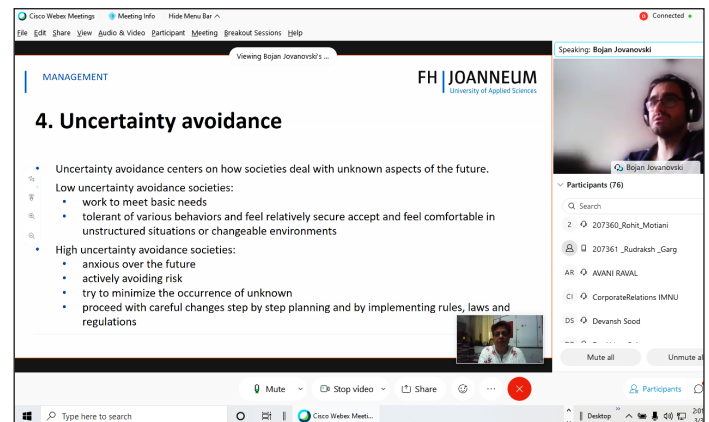 Cisco Webex Meetings Meeting Info Hide Menu Bar
Connected
File Edit Share View Audio & Video Participant Meeting Breakout Sessions Help
Viewing Bojan Jovanovski's ...
Speaking: Bojan Jovanovski
MANAGEMENT
FH JOANNEUM
University of Applied Sciences
4. Uncertainty avoidance
• Uncertainty avoidance centers on how societies deal with unknown aspects of the future.
Low uncertainty avoidance societies:
• work to meet basic needs
• tolerant of various behaviors and feel relatively secure accept and feel comfortable in
unstructured situations or changeable environments
• High uncertainty avoidance societies:
• anxious over the future
• actively avoiding risk
• try to minimize the occurrence of unknown
• proceed with careful changes step by step planning and by implementing rules, laws and
regulations
Bojan Jovanovski
Participants (76)
Search
2 207360_Rohit_Motiani
207361 _Rudraksh _Garg
AR AVANI RAVAL
CI CorporateRelations IMNU
DS Devansh Sood
Mute all Unmute al
Mute Stop video Share ...
Participants
Type here to search
Cisco Webex Meeti...
Desktop